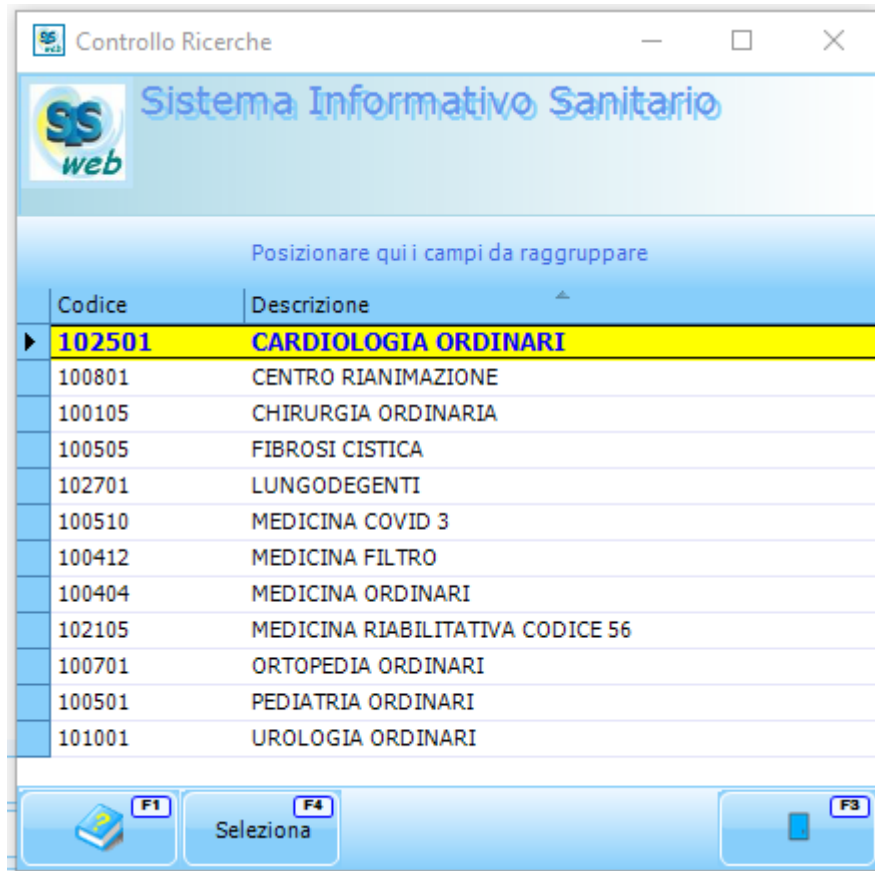 Controllo Ricerche
Sistema Informativo Sanitario
SIS
web
Posizionare qui i campi da raggruppare
Codice Descrizione
102501 CARDIOLOGIA ORDINARI
100801 CENTRO RIANIMAZIONE
100105 CHIRURGIA ORDINARIA
100505 FIBROSI CISTICA
102701 LUNGODEGENTI
100510 MEDICINA COVID 3
100412 MEDICINA FILTRO
100404 MEDICINA ORDINARI
102105 MEDICINA RIABILITATIVA CODICE 56
100701 ORTOPEDIA ORDINARI
100501 PEDIATRIA ORDINARI
101001 UROLOGIA ORDINARI
F1 F4 F3
Seleziona